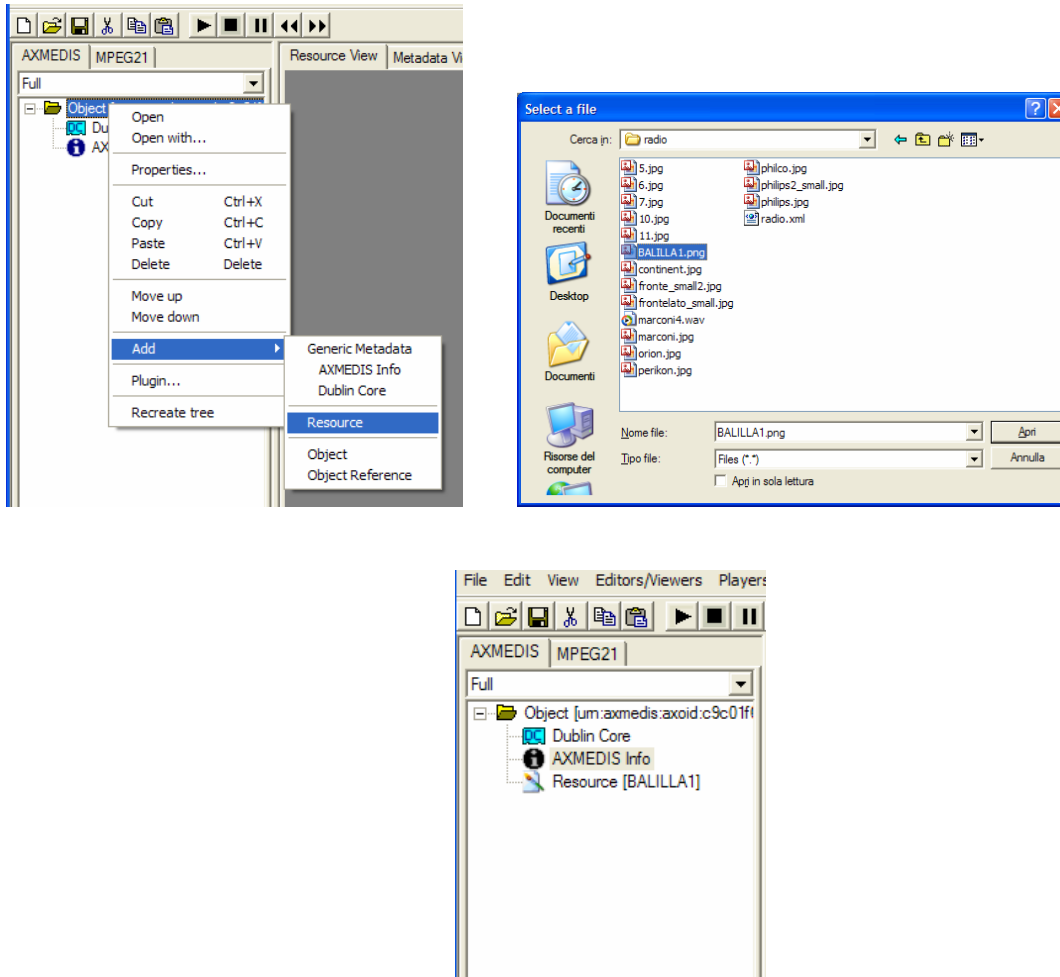 AXMEDIS MPEG21
Resource View Metadata Vi
Full
Object
Du
AX
Open
Open with...
Properties...
Cut Ctrl+X
Copy Ctrl+C
Paste Ctrl+V
Delete Delete
Move up
Move down
Add
Plugin...
Recreate tree
Generic Metadata
AXMEDIS Info
Dublin Core
Resource
Object
Object Reference
Select a file
Cerca in: radio
Documenti recenti
Desktop
Documenti
Risorse del computer
5.jpg
6.jpg
7.jpg
10.jpg
11.jpg
BALILLA1.png
continent.jpg
fronte_small2.jpg
frontelato_small.jpg
marconi4.wav
marconi.jpg
orion.jpg
perikon.jpg
philco.jpg
philips2_small.jpg
philips.jpg
radio.xml
Nome file: BALILLA1.png Apri
Tipo file: Files (*.*) Annulla
Apri in sola lettura
File Edit View Editors/Viewers Players
AXMEDIS MPEG21
Full
Object [urn:axmedis:axoid:c9c01f
DC Dublin Core
AXMEDIS Info
Resource [BALILLA1]